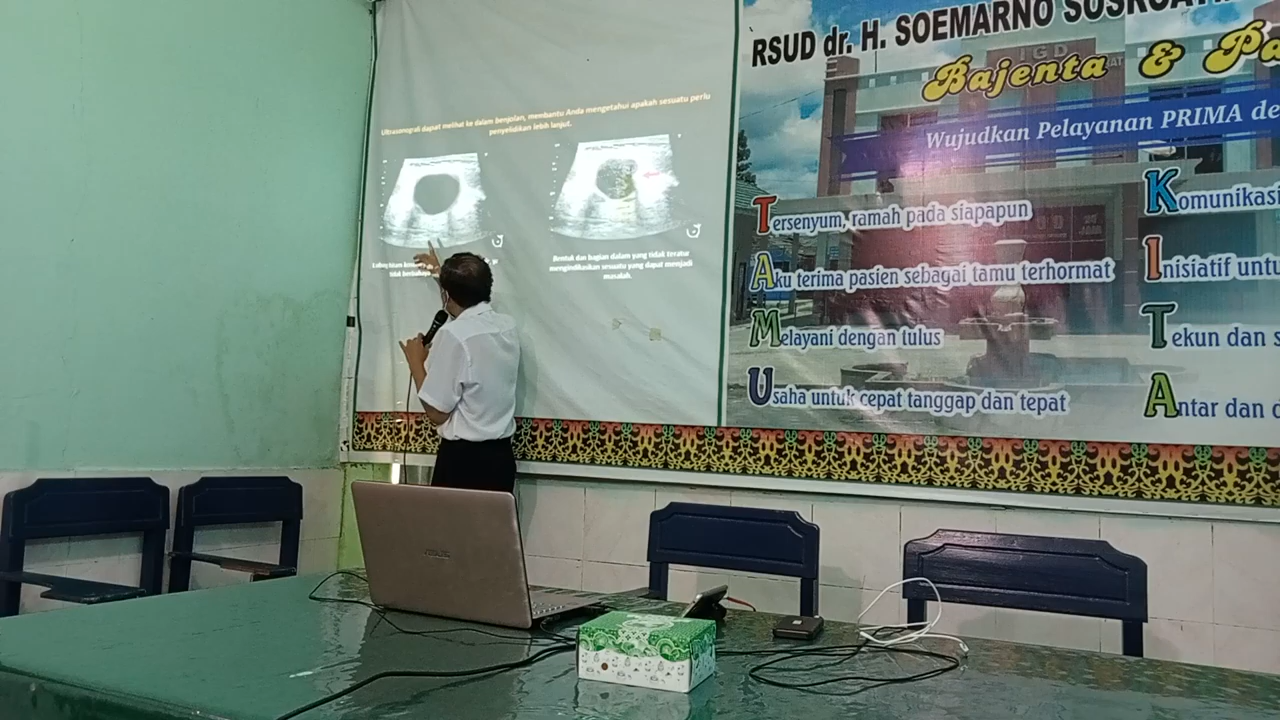 Ultrasonografi dapat melihat ke dalam benjolan, membantu Anda mengetahui apakah sesuatu perlu
penyelidikan lebih lanjut.
tidak berbahaya
Bentuk dan bagian dalam yang tidak teratur
mengindikasikan sesuatu yang dapat menjadi
masalah.
RSUD dr. H. SOEMARNO
IGD
Bajenta & Pa
Wujudkan Pelayanan PRIMA de
Tersenyum, ramah pada siapapun
Aku terima pasien sebagai tamu terhormat
Melayani dengan tulus
Usaha untuk cepat tanggap dan tepat
Komunikasi
Inisiatif untu
Tekun dan s
Antar dan
ASUS